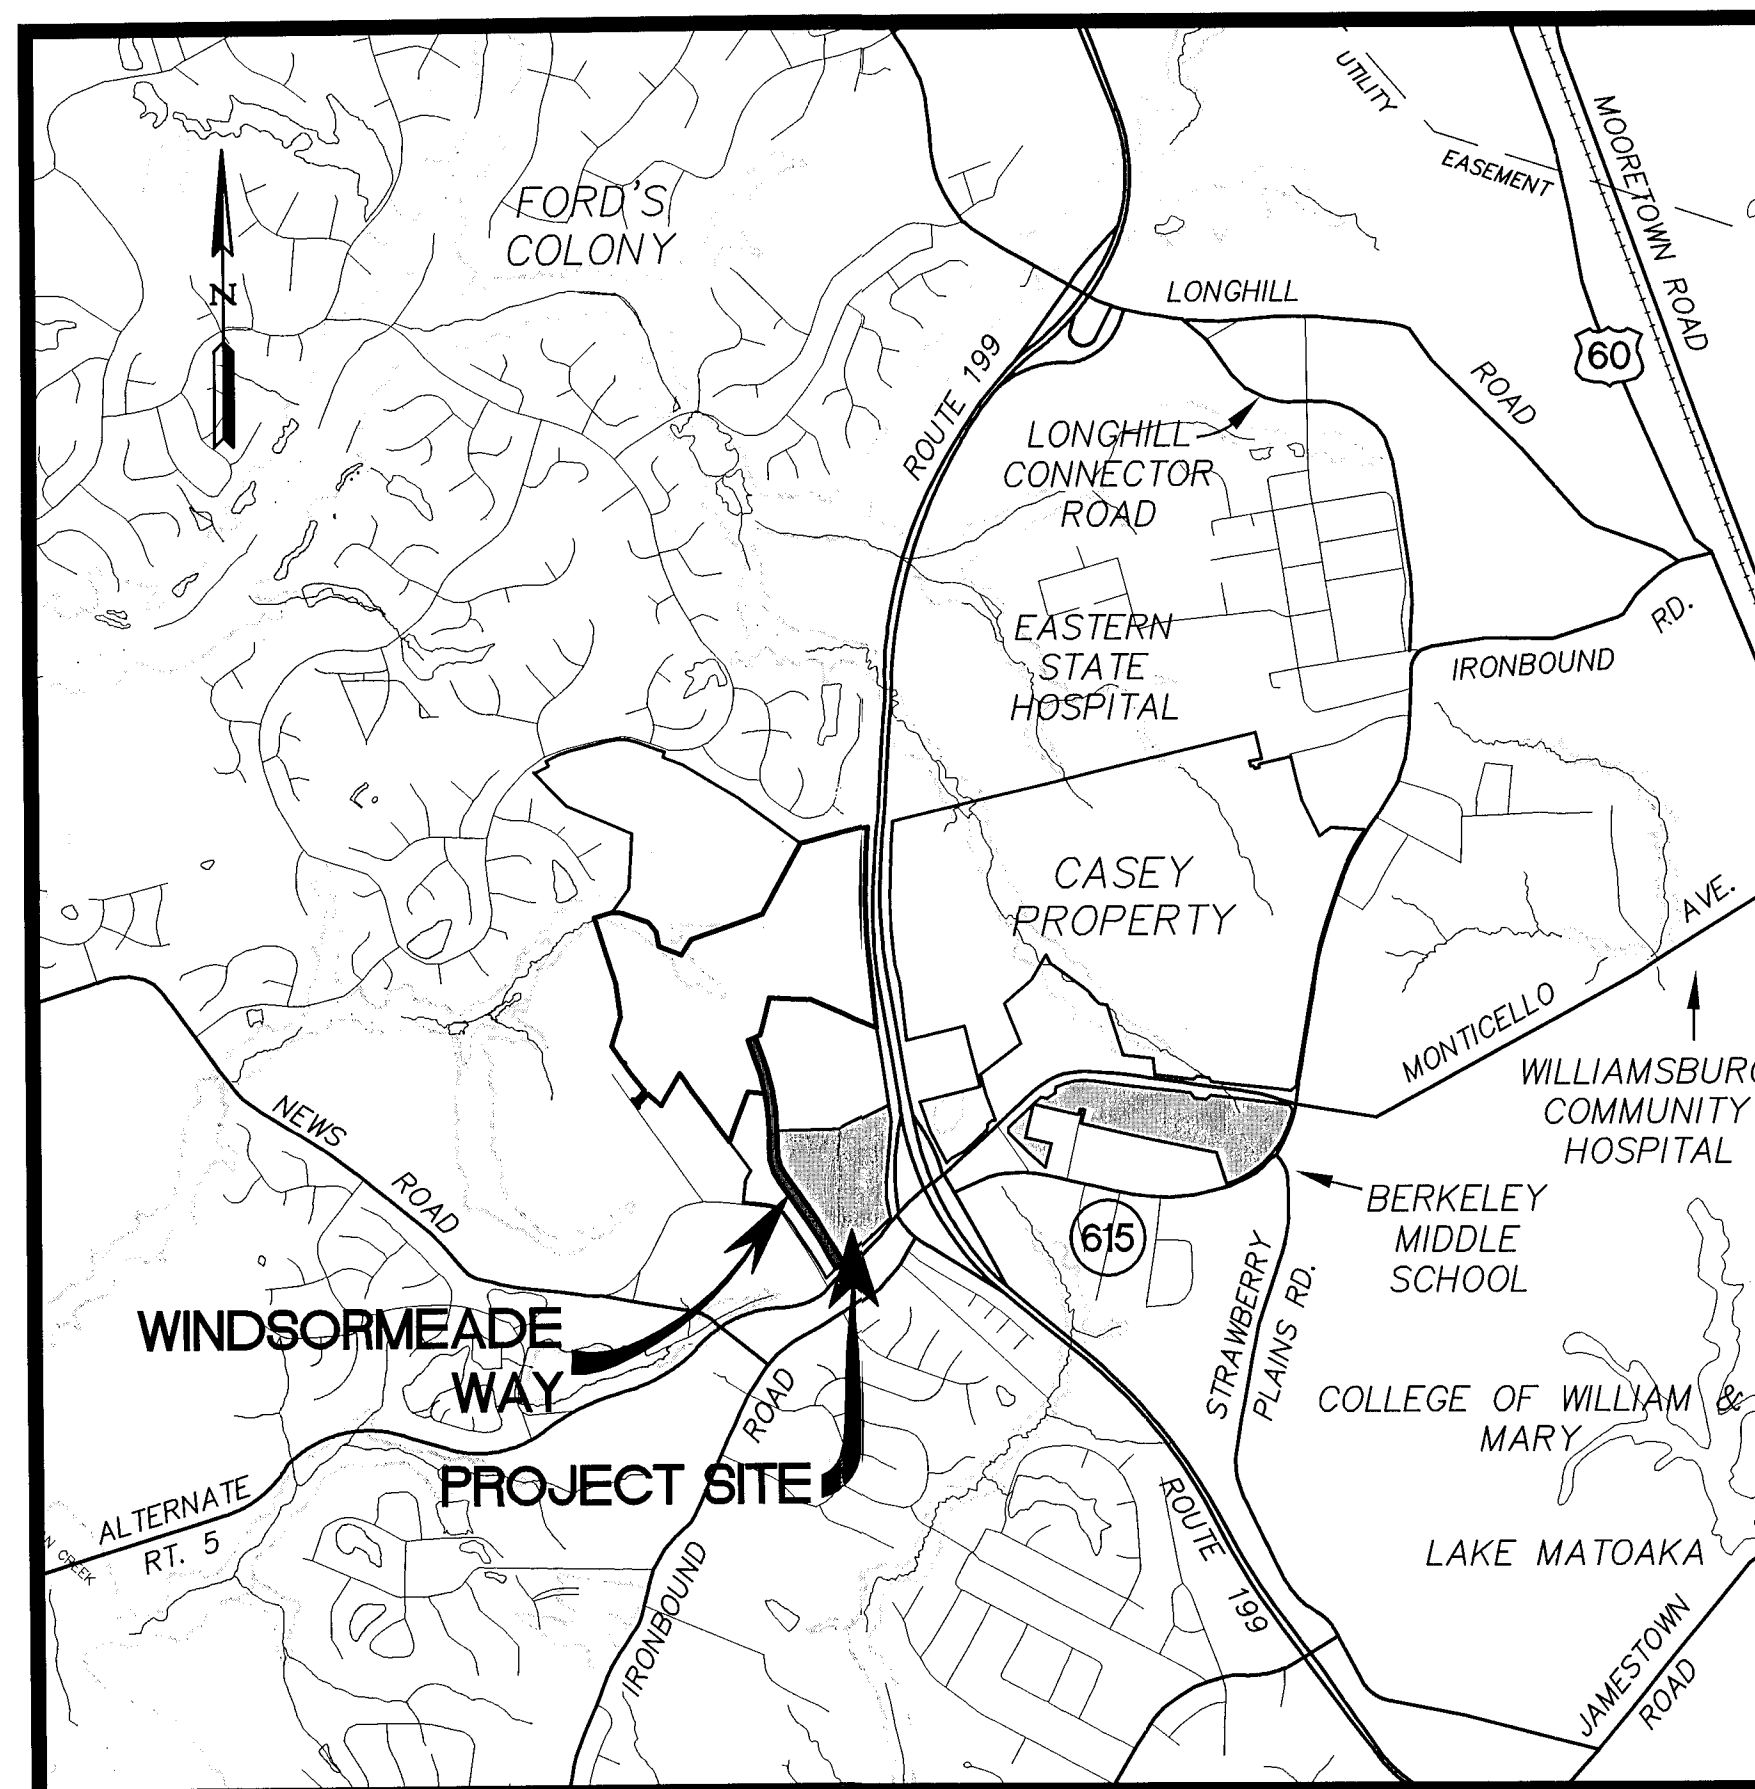 UTILITY
EASEMENT
MOORETOWN ROAD
FORD'S
COLONY
N
LONGHILL
ROAD
60
ROUTE 199
LONGHILL
CONNECTOR
ROAD
EASTERN
STATE
HOSPITAL
IRONBOUND
RD.
CASEY
PROPERTY
MONTICELLO
AVE.
WILLIAMSBURG
COMMUNITY
HOSPITAL
NEWS
ROAD
BERKELEY
MIDDLE
SCHOOL
615
STRAWBERRY
PLAINS RD.
WINDSORMEADE
WAY
COLLEGE OF WILLIAM &
MARY
PROJECT SITE
ALTERNATE
RT. 5
N CREEK
IRONBOUND
ROAD
ROUTE
199
LAKE MATOAKA
JAMESTOWN
ROAD